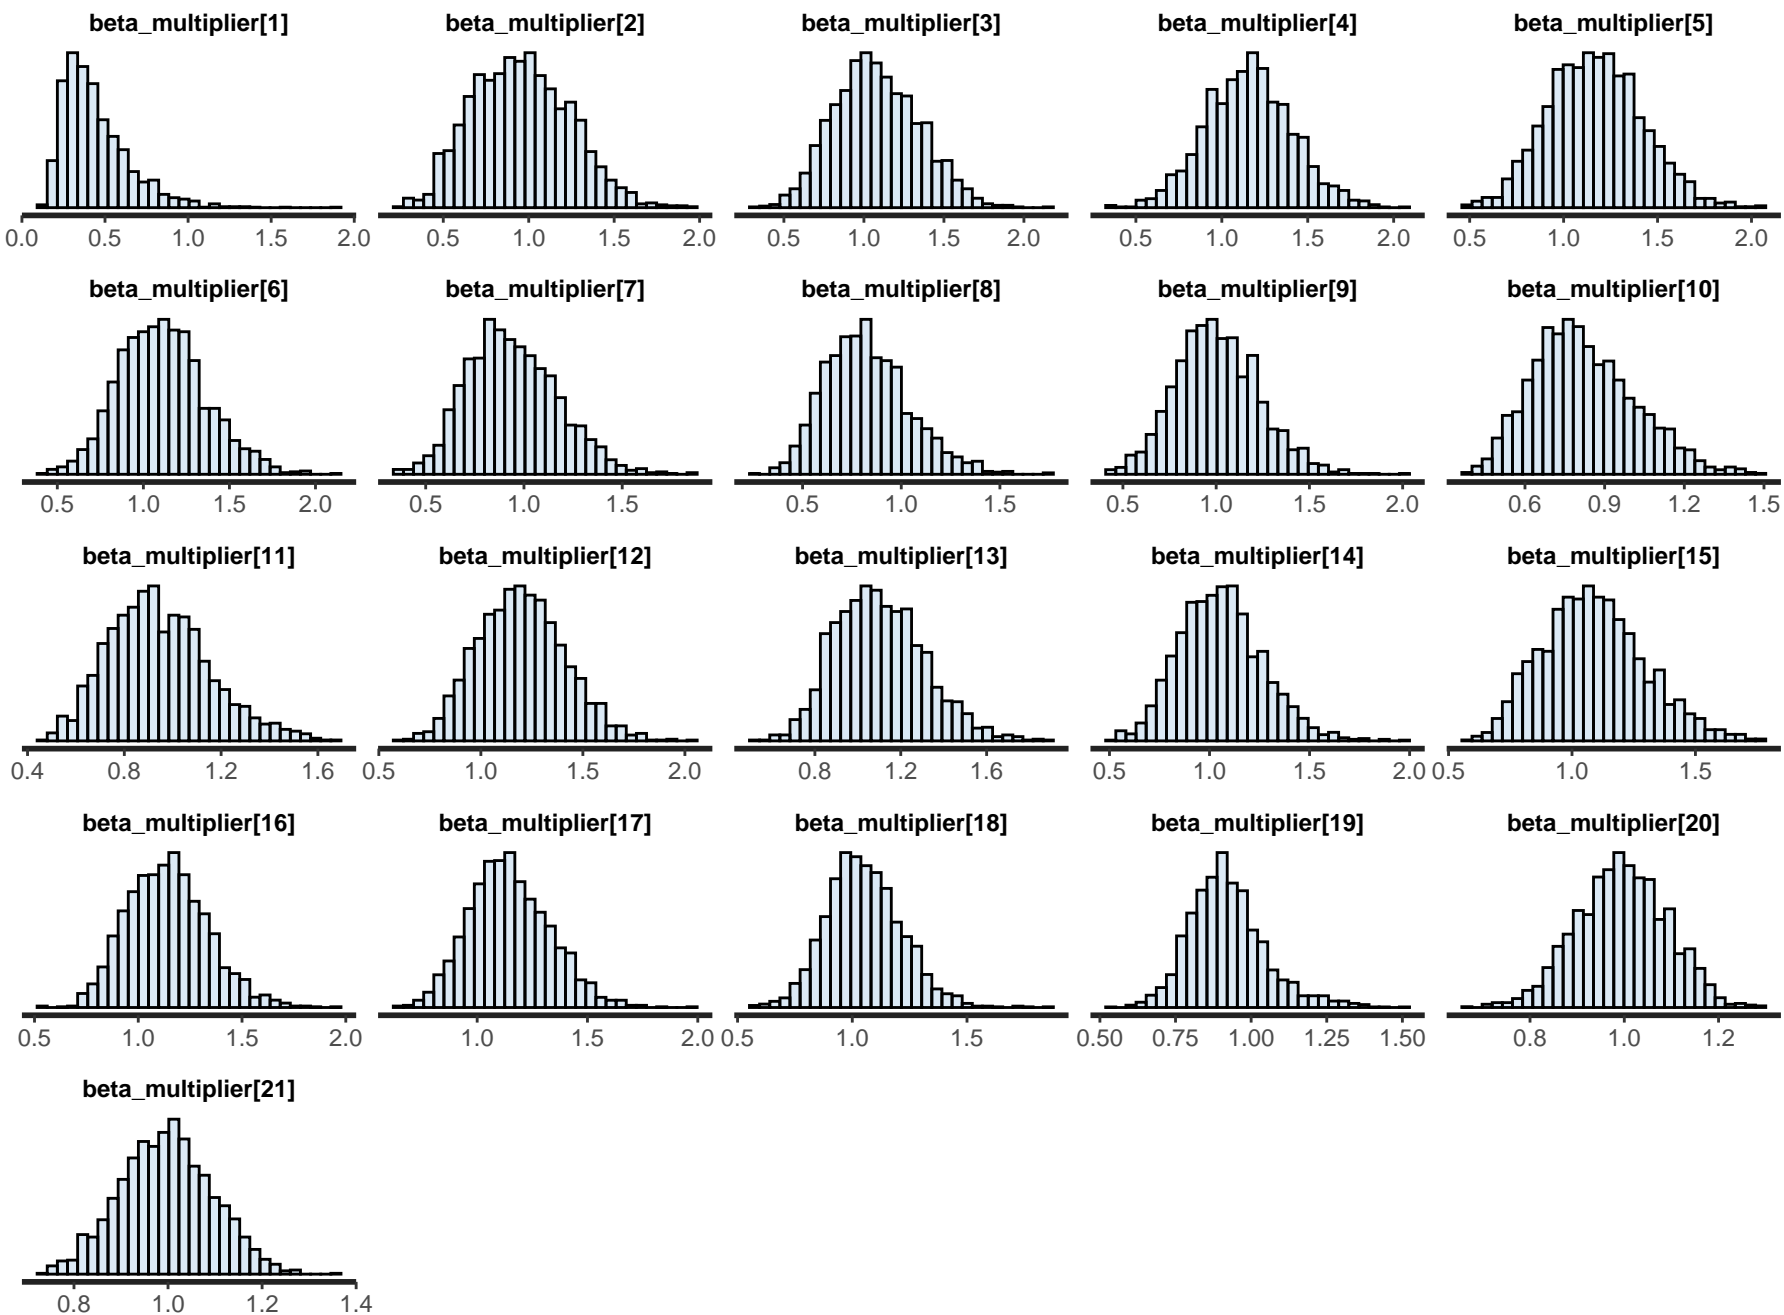 beta_multiplier[1] beta_multiplier[2] beta_multiplier[3] beta_multiplier[4] beta_multiplier[5]
0.0 0.5 1.0 1.5 2.0 0.5 1.0 1.5 2.0 0.5 1.0 1.5 2.0 0.5 1.0 1.5 2.0 0.5 1.0 1.5 2.0
beta_multiplier[6] beta_multiplier[7] beta_multiplier[8] beta_multiplier[9] beta_multiplier[10]
0.5 1.0 1.5 2.0 0.5 1.0 1.5 0.5 1.0 1.5 0.5 1.0 1.5 2.0 0.6 0.9 1.2 1.5
beta_multiplier[11] beta_multiplier[12] beta_multiplier[13] beta_multiplier[14] beta_multiplier[15]
0.4 0.8 1.2 1.6 0.5 1.0 1.5 2.0 0.8 1.2 1.6 0.5 1.0 1.5 2.0 0.5 1.0 1.5
beta_multiplier[16] beta_multiplier[17] beta_multiplier[18] beta_multiplier[19] beta_multiplier[20]
0.5 1.0 1.5 2.0 1.0 1.5 2.0 0.5 1.0 1.5 0.50 0.75 1.00 1.25 1.50 0.8 1.0 1.2
beta_multiplier[21]
0.8 1.0 1.2 1.4